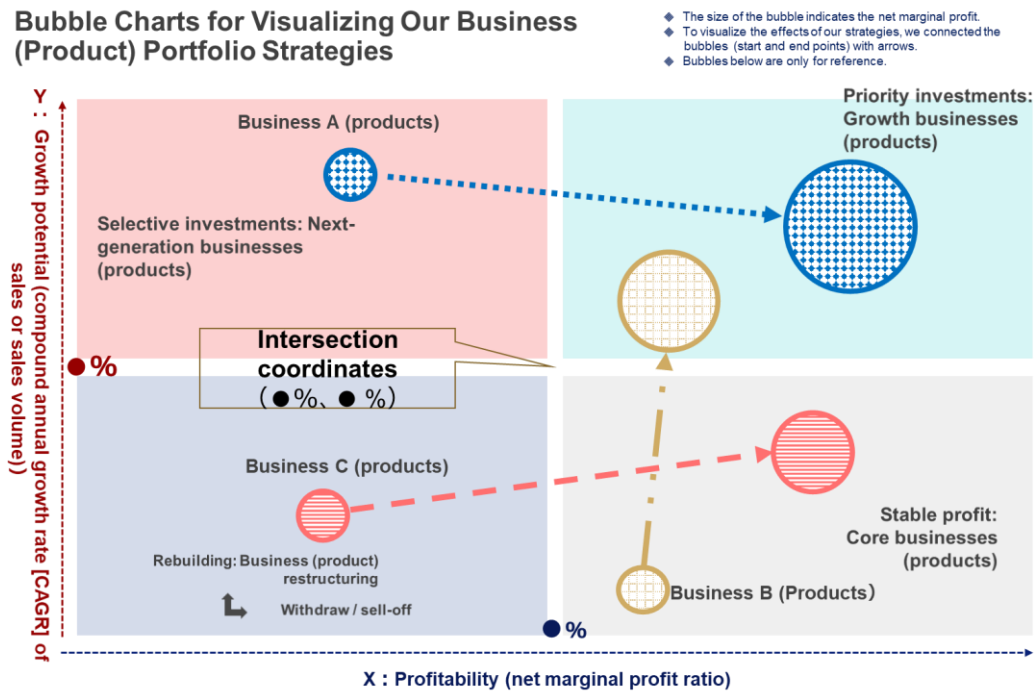 Bubble Charts for Visualizing Our Business
(Product) Portfolio Strategies
◆ The size of the bubble indicates the net marginal profit.
◆ To visualize the effects of our strategies, we connected the
bubbles (start and end points) with arrows.
◆ Bubbles below are only for reference.
Y : Growth potential (compound annual growth rate [CAGR] of
sales or sales volume))
Business A (products)
Priority investments:
Growth businesses
(products)
Selective investments: Next-
generation businesses
(products)
Intersection
coordinates
(●%、● %)
● %
Business C (products)
Stable profit:
Core businesses
(products)
Rebuilding: Business (product)
restructuring
Withdraw / sell-off
Business B (Products)
● %
X : Profitability (net marginal profit ratio)